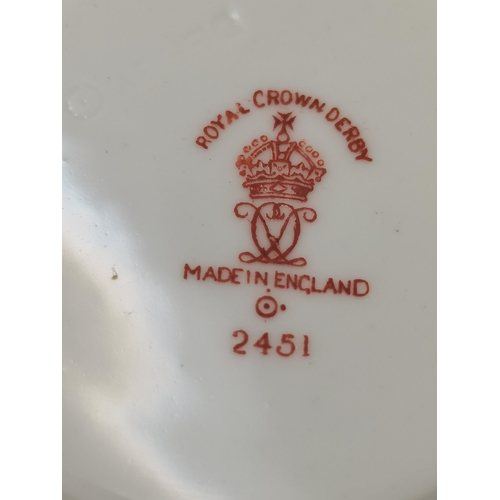 ROYAL CROWN DERBY
MADE IN ENGLAND
2451